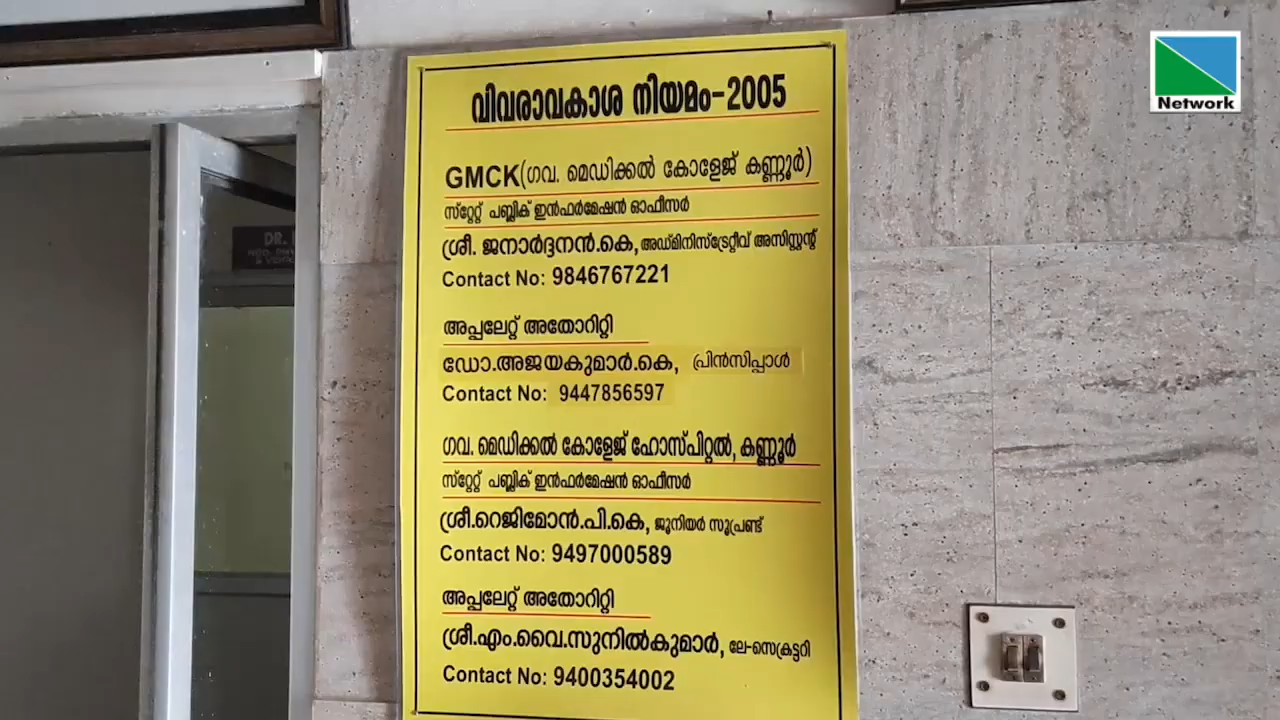 Network
വിവരാവകാശ നിയമം-2005
GMCK(ഗവ. മെഡിക്കൽ കോളേജ് കണ്ണൂർ)
സ്റ്റേറ്റ് പബ്ലിക് ഇൻഫർമേഷൻ ഓഫീസർ
ശ്രീ. ജനാർദ്ദനൻ.കെ, അഡ്മിനിസ്ട്രേറ്റീവ് അസിസ്റ്റന്റ്
Contact No: 9846767221
അപ്പലേറ്റ് അതോറിറ്റി
ഡോ.അജയകുമാർ.കെ, പ്രിൻസിപ്പാൾ
Contact No: 9447856597
ഗവ. മെഡിക്കൽ കോളേജ് ഹോസ്പിറ്റൽ, കണ്ണൂർ
സ്റ്റേറ്റ് പബ്ലിക് ഇൻഫർമേഷൻ ഓഫീസർ
ശ്രീ.റെജിമോൻ.പി.കെ, ജൂനിയർ സൂപ്രണ്ട്
Contact No: 9497000589
അപ്പലേറ്റ് അതോറിറ്റി
ശ്രീ.എം.വൈ.സുനിൽകുമാർ, ലേ-സെക്രട്ടറി
Contact No: 9400354002
DR.